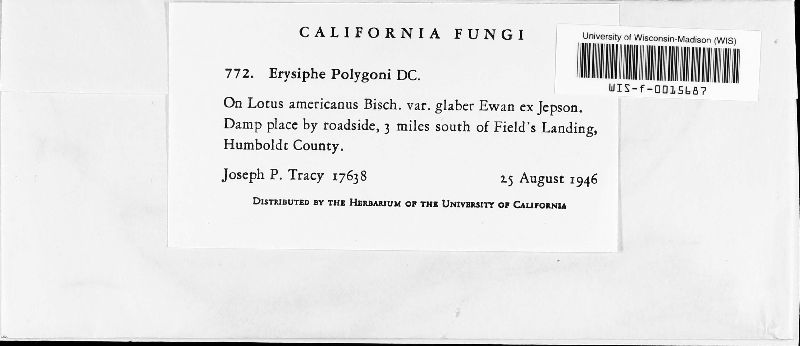 CALIFORNIA FUNGI
University of Wisconsin-Madison (WIS)
WIS-f-0015687
772. Erysiphe Polygoni DC.
On Lotus americanus Bisch. var. glaber Ewan ex Jepson.
Damp place by roadside, 3 miles south of Field's Landing,
Humboldt County.
Joseph P. Tracy 17638 25 August 1946
DISTRIBUTED BY THE HERBARIUM OF THE UNIVERSITY OF CALIFORNIA